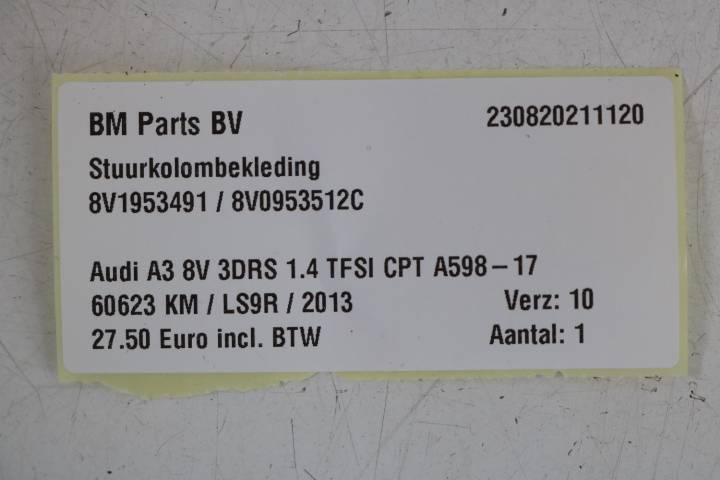 BM Parts BV 230820211120
Stuurkolombekleding
8V1953491 / 8V0953512C
Audi A3 8V 3DRS 1.4 TFSI CPT A598-17
60623 KM / LS9R / 2013 Verz: 10
27.50 Euro incl. BTW Aantal: 1